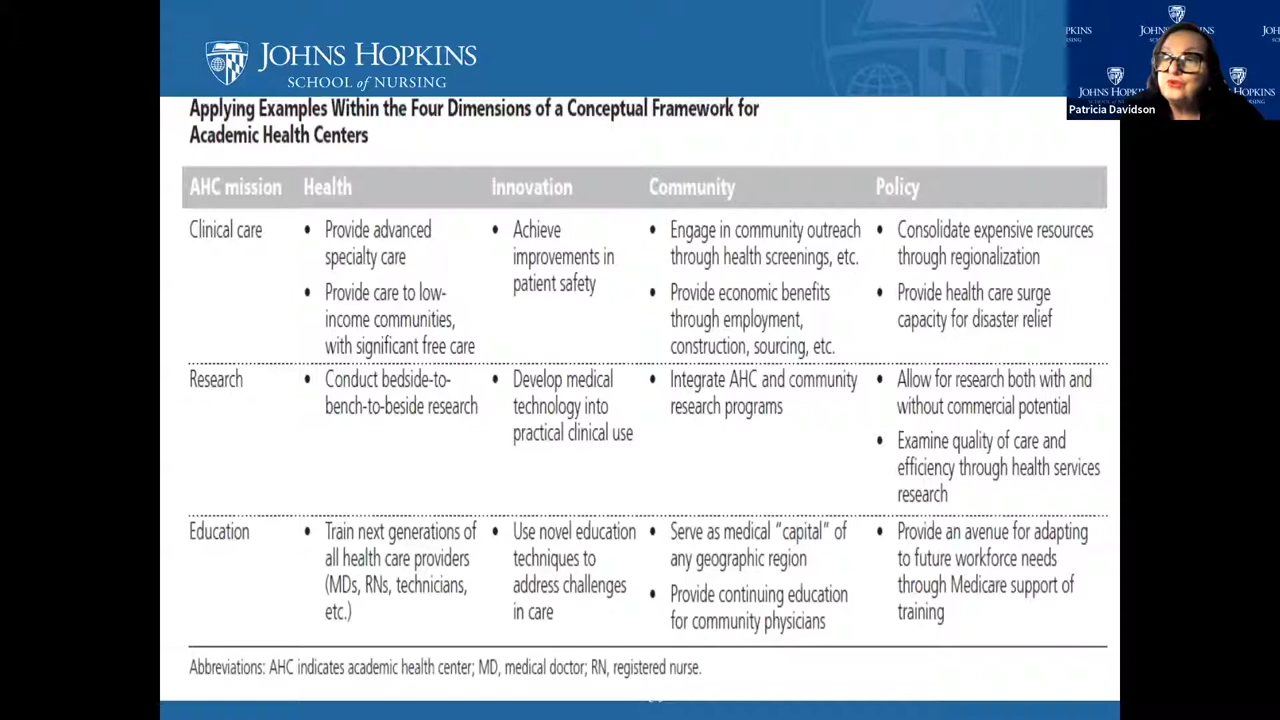 JOHNS HOPKINS
SCHOOL of NURSING
Patricia Davidson
Applying Examples Within the Four Dimensions of a Conceptual Framework for
Academic Health Centers
AHC mission Health Innovation Community Policy
Clinical care
• Provide advanced
specialty care
• Provide care to low-
income communities,
with significant free care
• Achieve
improvements in
patient safety
• Engage in community outreach
through health screenings, etc.
• Provide economic benefits
through employment,
construction, sourcing, etc.
• Consolidate expensive resources
through regionalization
• Provide health care surge
capacity for disaster relief
Research
• Conduct bedside-to-
bench-to-beside research
• Develop medical
technology into
practical clinical use
• Integrate AHC and community
research programs
• Allow for research both with and
without commercial potential
• Examine quality of care and
efficiency through health services
research
Education
• Train next generations of
all health care providers
(MDs, RNs, technicians,
etc.)
• Use novel education
techniques to
address challenges
in care
• Serve as medical “capital” of
any geographic region
• Provide continuing education
for community physicians
• Provide an avenue for adapting
to future workforce needs
through Medicare support of
training
Abbreviations: AHC indicates academic health center; MD, medical doctor; RN, registered nurse.